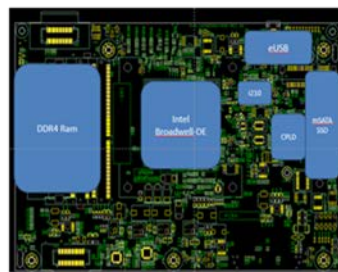 eUSB
DDR4 Ram
Intel
Broadwell-DE
I210
CPLD
mSATA
SSD